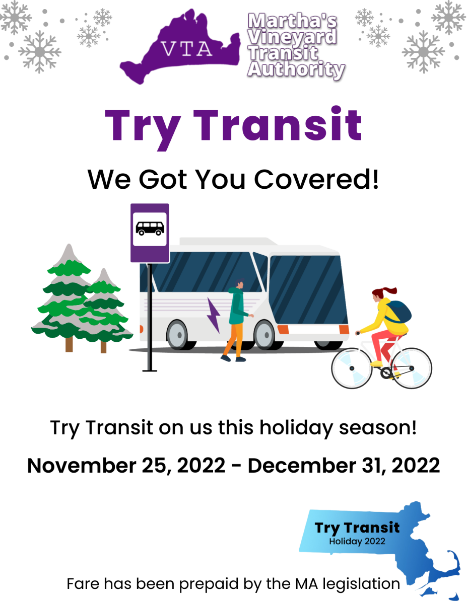 VTA
Martha's
Vineyard
Transit
Authority
Try Transit
We Got You Covered!
Try Transit on us this holiday season!
November 25, 2022 - December 31, 2022
Try Transit
Holiday 2022
Fare has been prepaid by the MA legislation